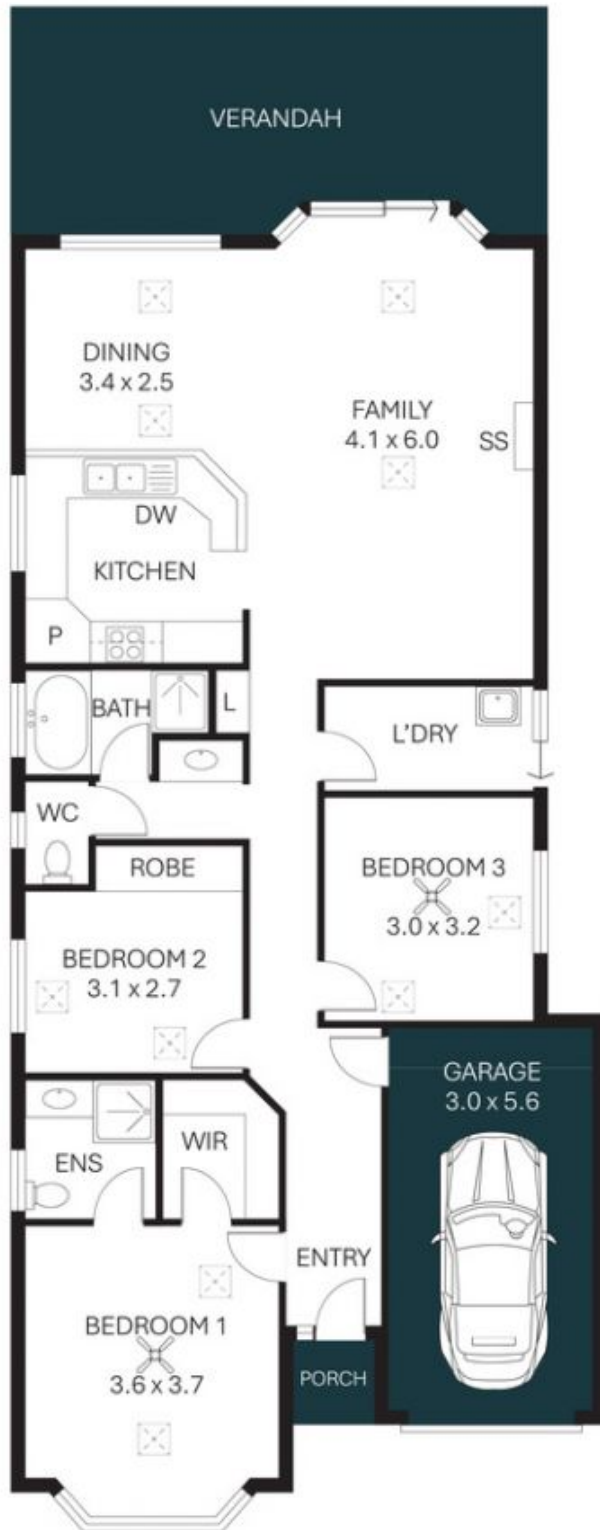 VERANDAH
DINING
3.4 x 2.5
FAMILY
4.1 x 6.0
SS
DW
KITCHEN
P
BATH
L
L'DRY
WC
ROBE
BEDROOM 3
3.0 x 3.2
BEDROOM 2
3.1 x 2.7
GARAGE
3.0 x 5.6
ENS
WIR
ENTRY
BEDROOM 1
3.6 x 3.7
PORCH